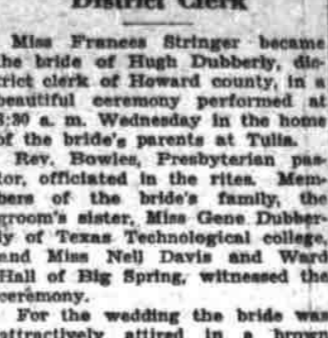 District Clerk
Miss Frances Stringer became
the bride of Hugh Dubberly, dis-
trict clerk of Howard county, in a
beautiful ceremony performed at
8:30 a. m. Wednesday in the home
of the bride's parents at Tulia.
Rev. Bowles, Presbyterian pas-
tor, officiated in the rites. Mem-
bers of the bride's family, the
groom's sister, Miss Gene Dubber-
ly of Texas Technological college,
and Miss Nell Davis and Ward
Hall of Big Spring, witnessed the
ceremony.
For the wedding the bride was
attractively attired in a brown